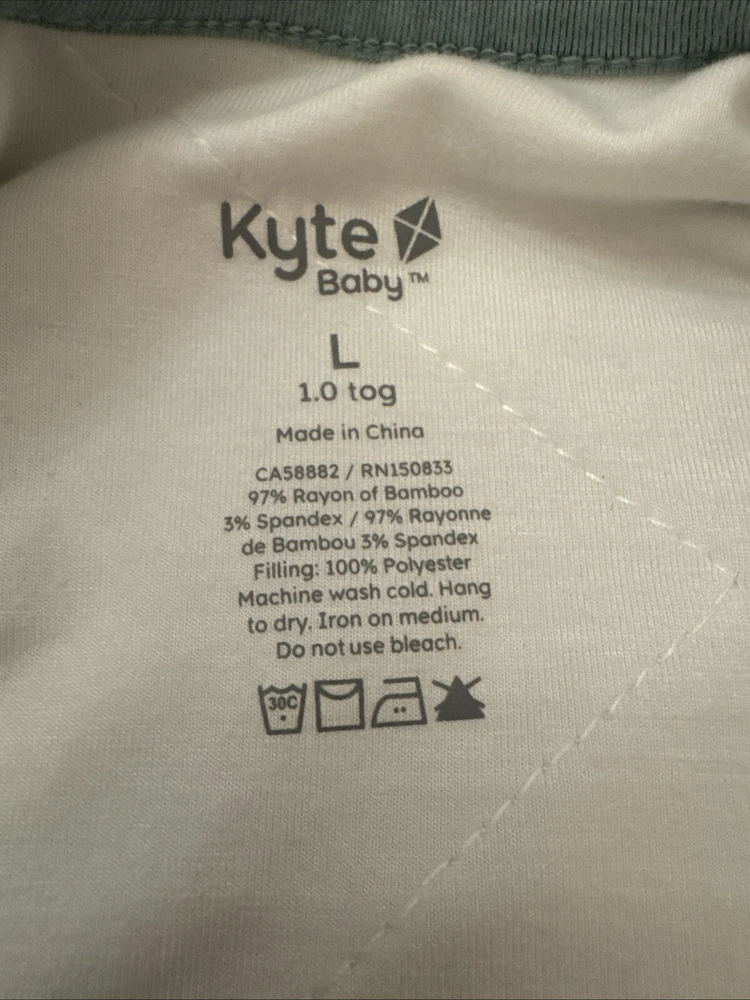 Kyte
Baby™
L
1.0 tog
Made in China
CA58882 / RN150833
97% Rayon of Bamboo
3% Spandex / 97% Rayonne
de Bambou 3% Spandex
Filling: 100% Polyester
Machine wash cold. Hang
to dry. Iron on medium.
Do not use bleach.
30C